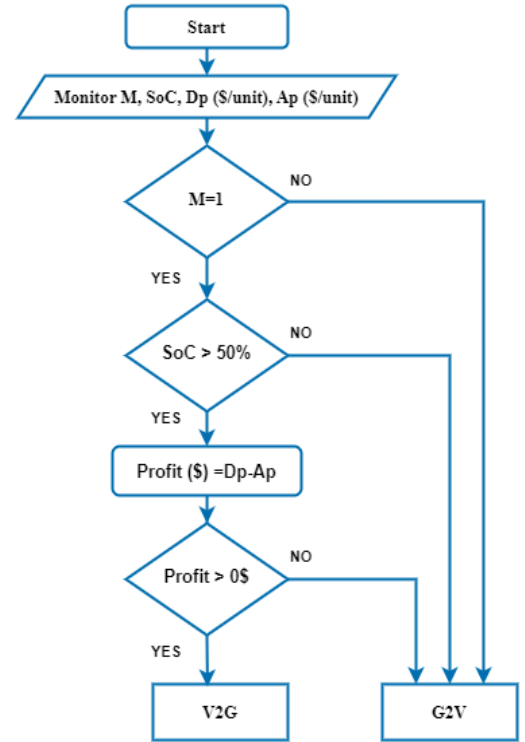 Start
Monitor M, SoC, Dp ($/unit), Ap ($/unit)
M=1
NO
YES
SoC > 50%
NO
YES
Profit ($) =Dp-Ap
Profit > 0$
NO
YES
V2G
G2V